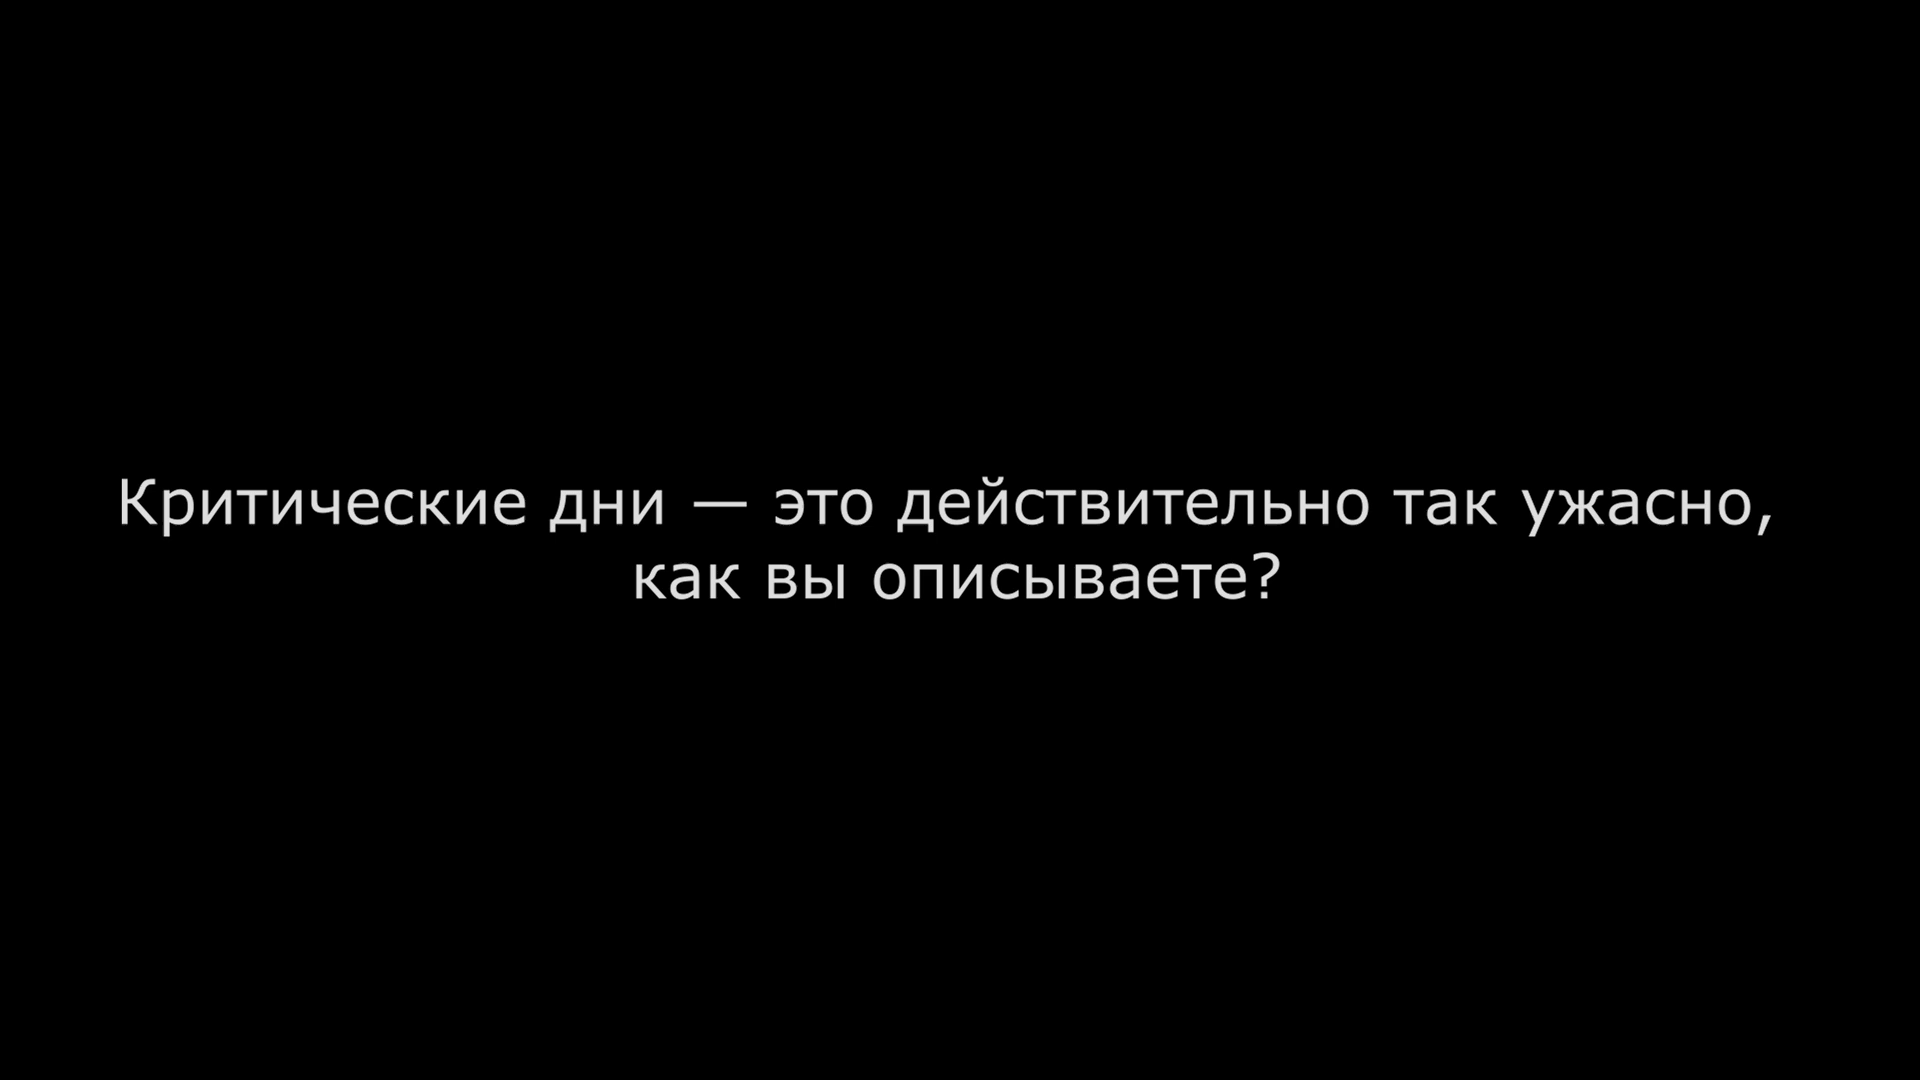 Критические дни — это действительно так ужасно,
как вы описываете?